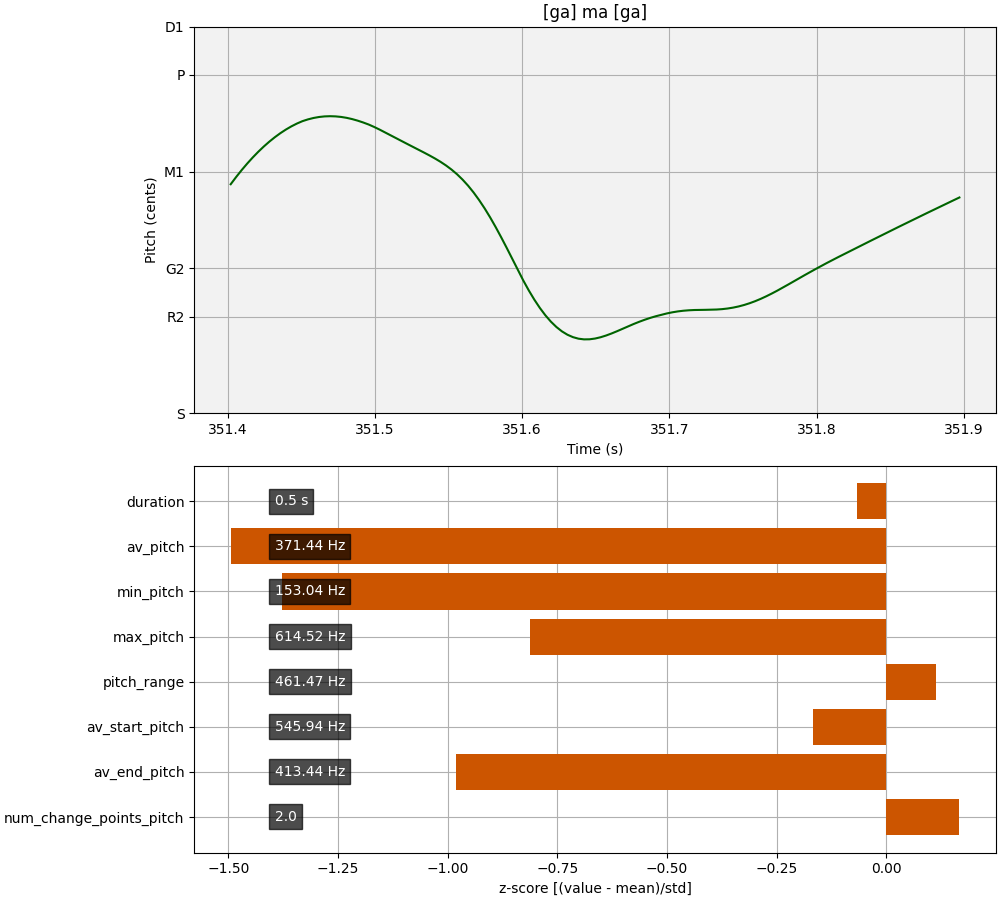 [ga] ma [ga]
D1
P
M1
G2
R2
S
Pitch (cents)
351.4 351.5 351.6 351.7 351.8 351.9
Time (s)
duration 0.5 s
av_pitch 371.44 Hz
min_pitch 153.04 Hz
max_pitch 614.52 Hz
pitch_range 461.47 Hz
av_start_pitch 545.94 Hz
av_end_pitch 413.44 Hz
num_change_points_pitch 2.0
−1.50 −1.25 −1.00 −0.75 −0.50 −0.25 0.00
z-score [(value - mean)/std]